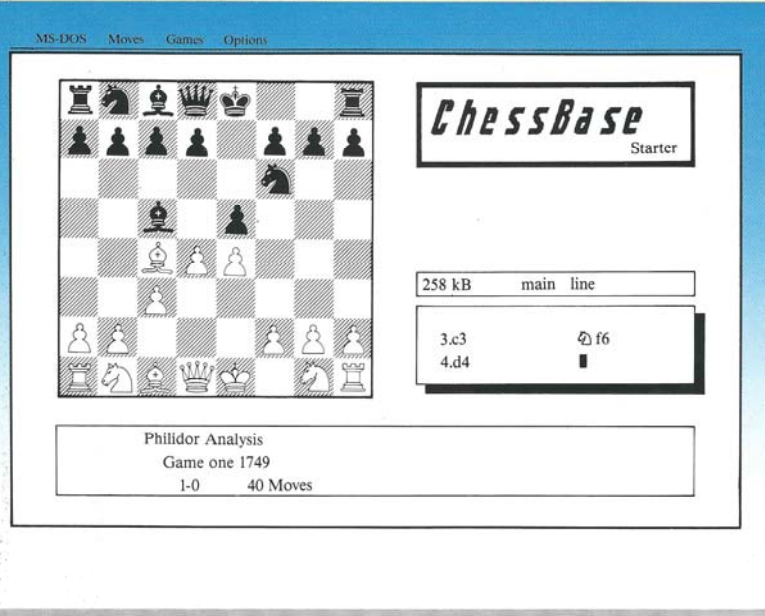 MS-DOS Moves Games Options
ChessBase
Starter
258 kB main line
3.c3 ♘f6
4.d4
Philidor Analysis
Game one 1749
1-0 40 Moves